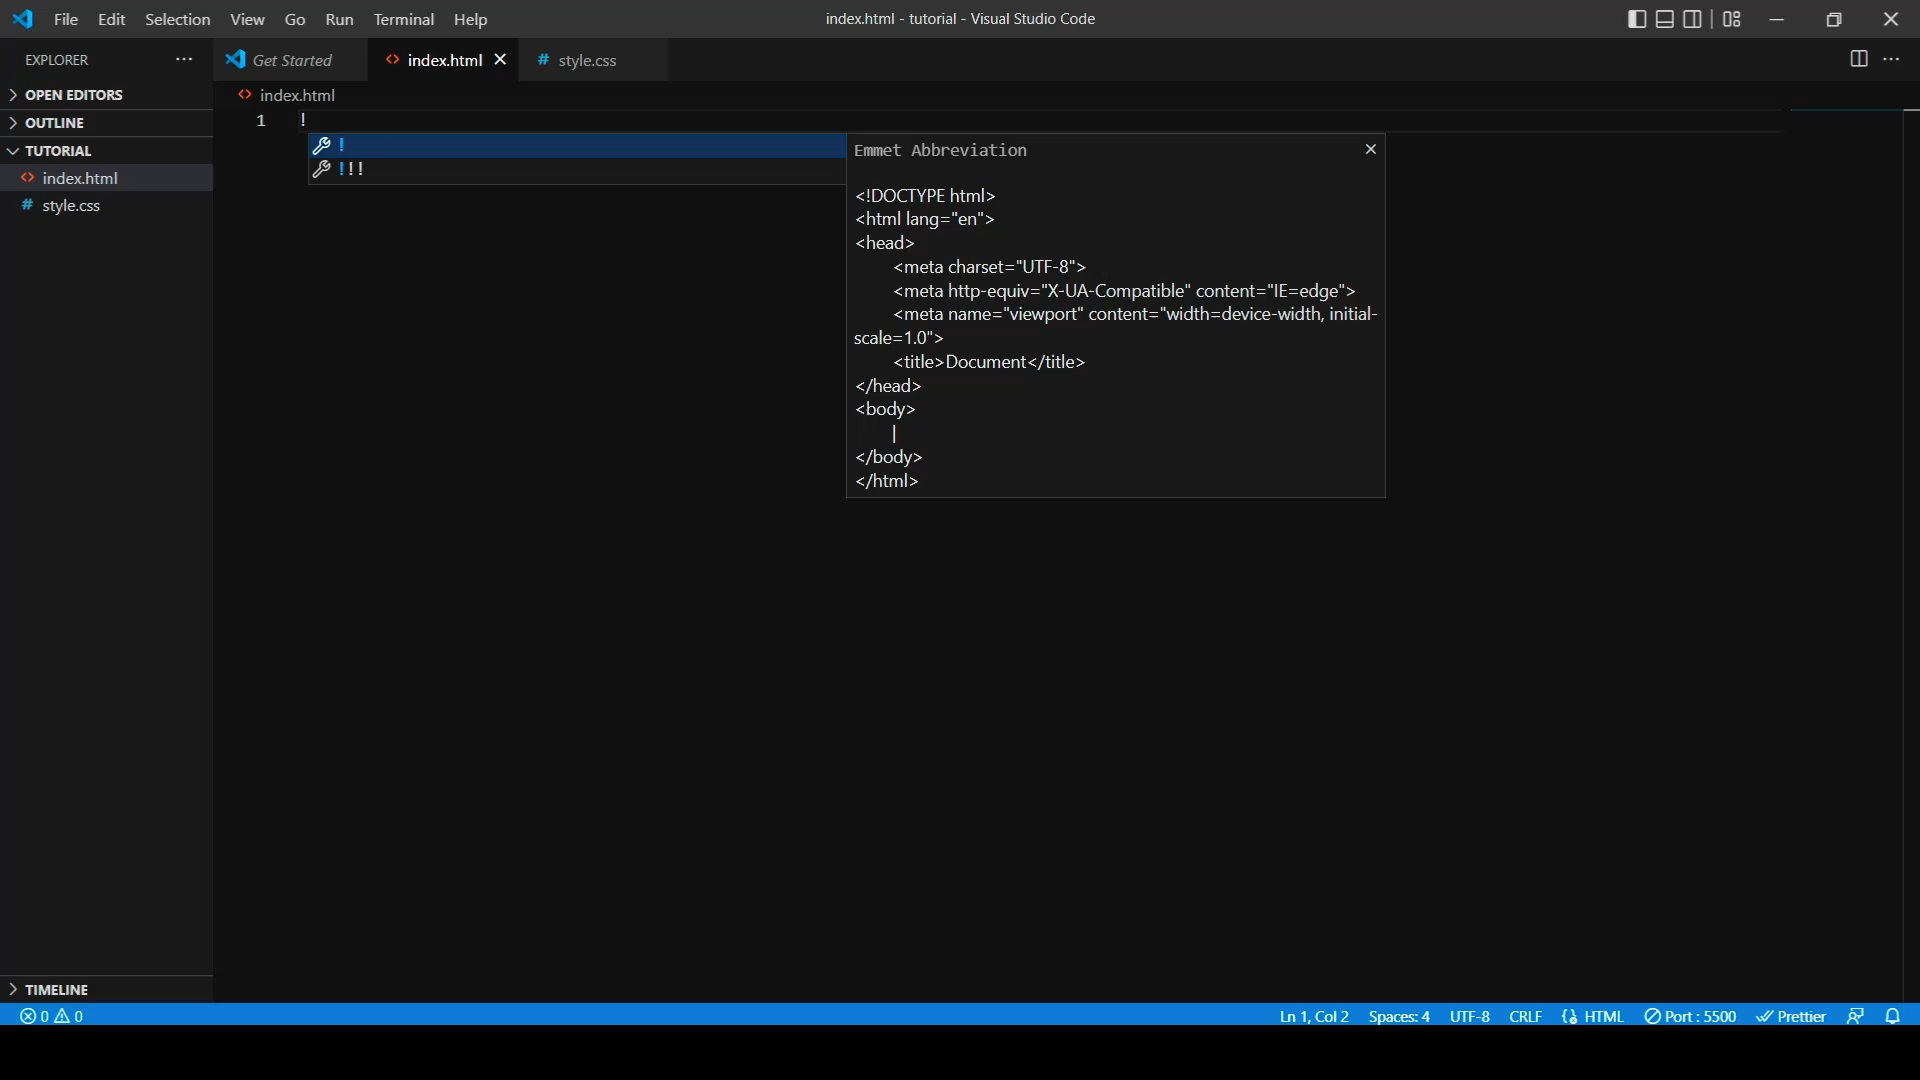 File Edit Selection View Go Run Terminal Help
index.html - tutorial - Visual Studio Code
EXPLORER
Get Started
index.html
style.css
OPEN EDITORS
OUTLINE
TUTORIAL
index.html
style.css
TIMELINE
index.html
1 !
!
!!!
Emmet Abbreviation
<!DOCTYPE html>
<html lang="en">
<head>
<meta charset="UTF-8">
<meta http-equiv="X-UA-Compatible" content="IE=edge">
<meta name="viewport" content="width=device-width, initial-
scale=1.0">
<title>Document</title>
</head>
<body>
|
</body>
</html>
0 0
Ln 1, Col 2 Spaces: 4 UTF-8 CRLF HTML Port : 5500 Prettier